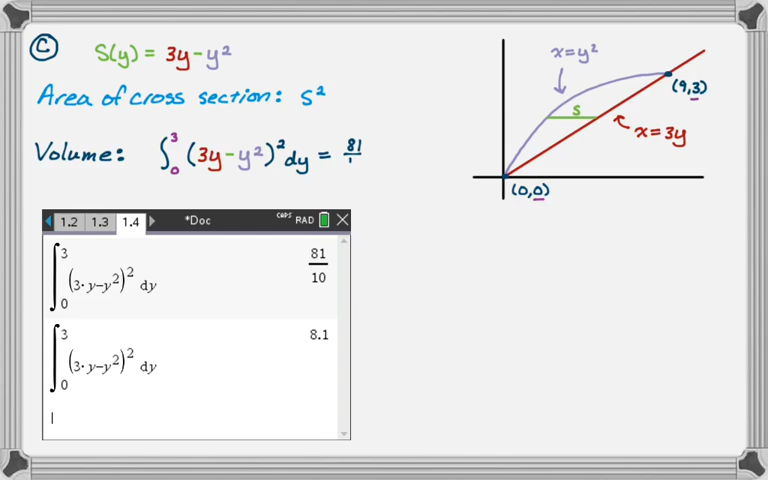 C S(y) = 3y - y²
Area of cross section: s²
Volume: ∫₀³ (3y - y²)² dy = 81/1
x = y²
(9,3)
s
x = 3y
(0,0)
1.2 1.3 1.4 *Doc CAPS RAD
∫₀³ (3·y-y²)² dy 81/10
∫₀³ (3·y-y²)² dy 8.1